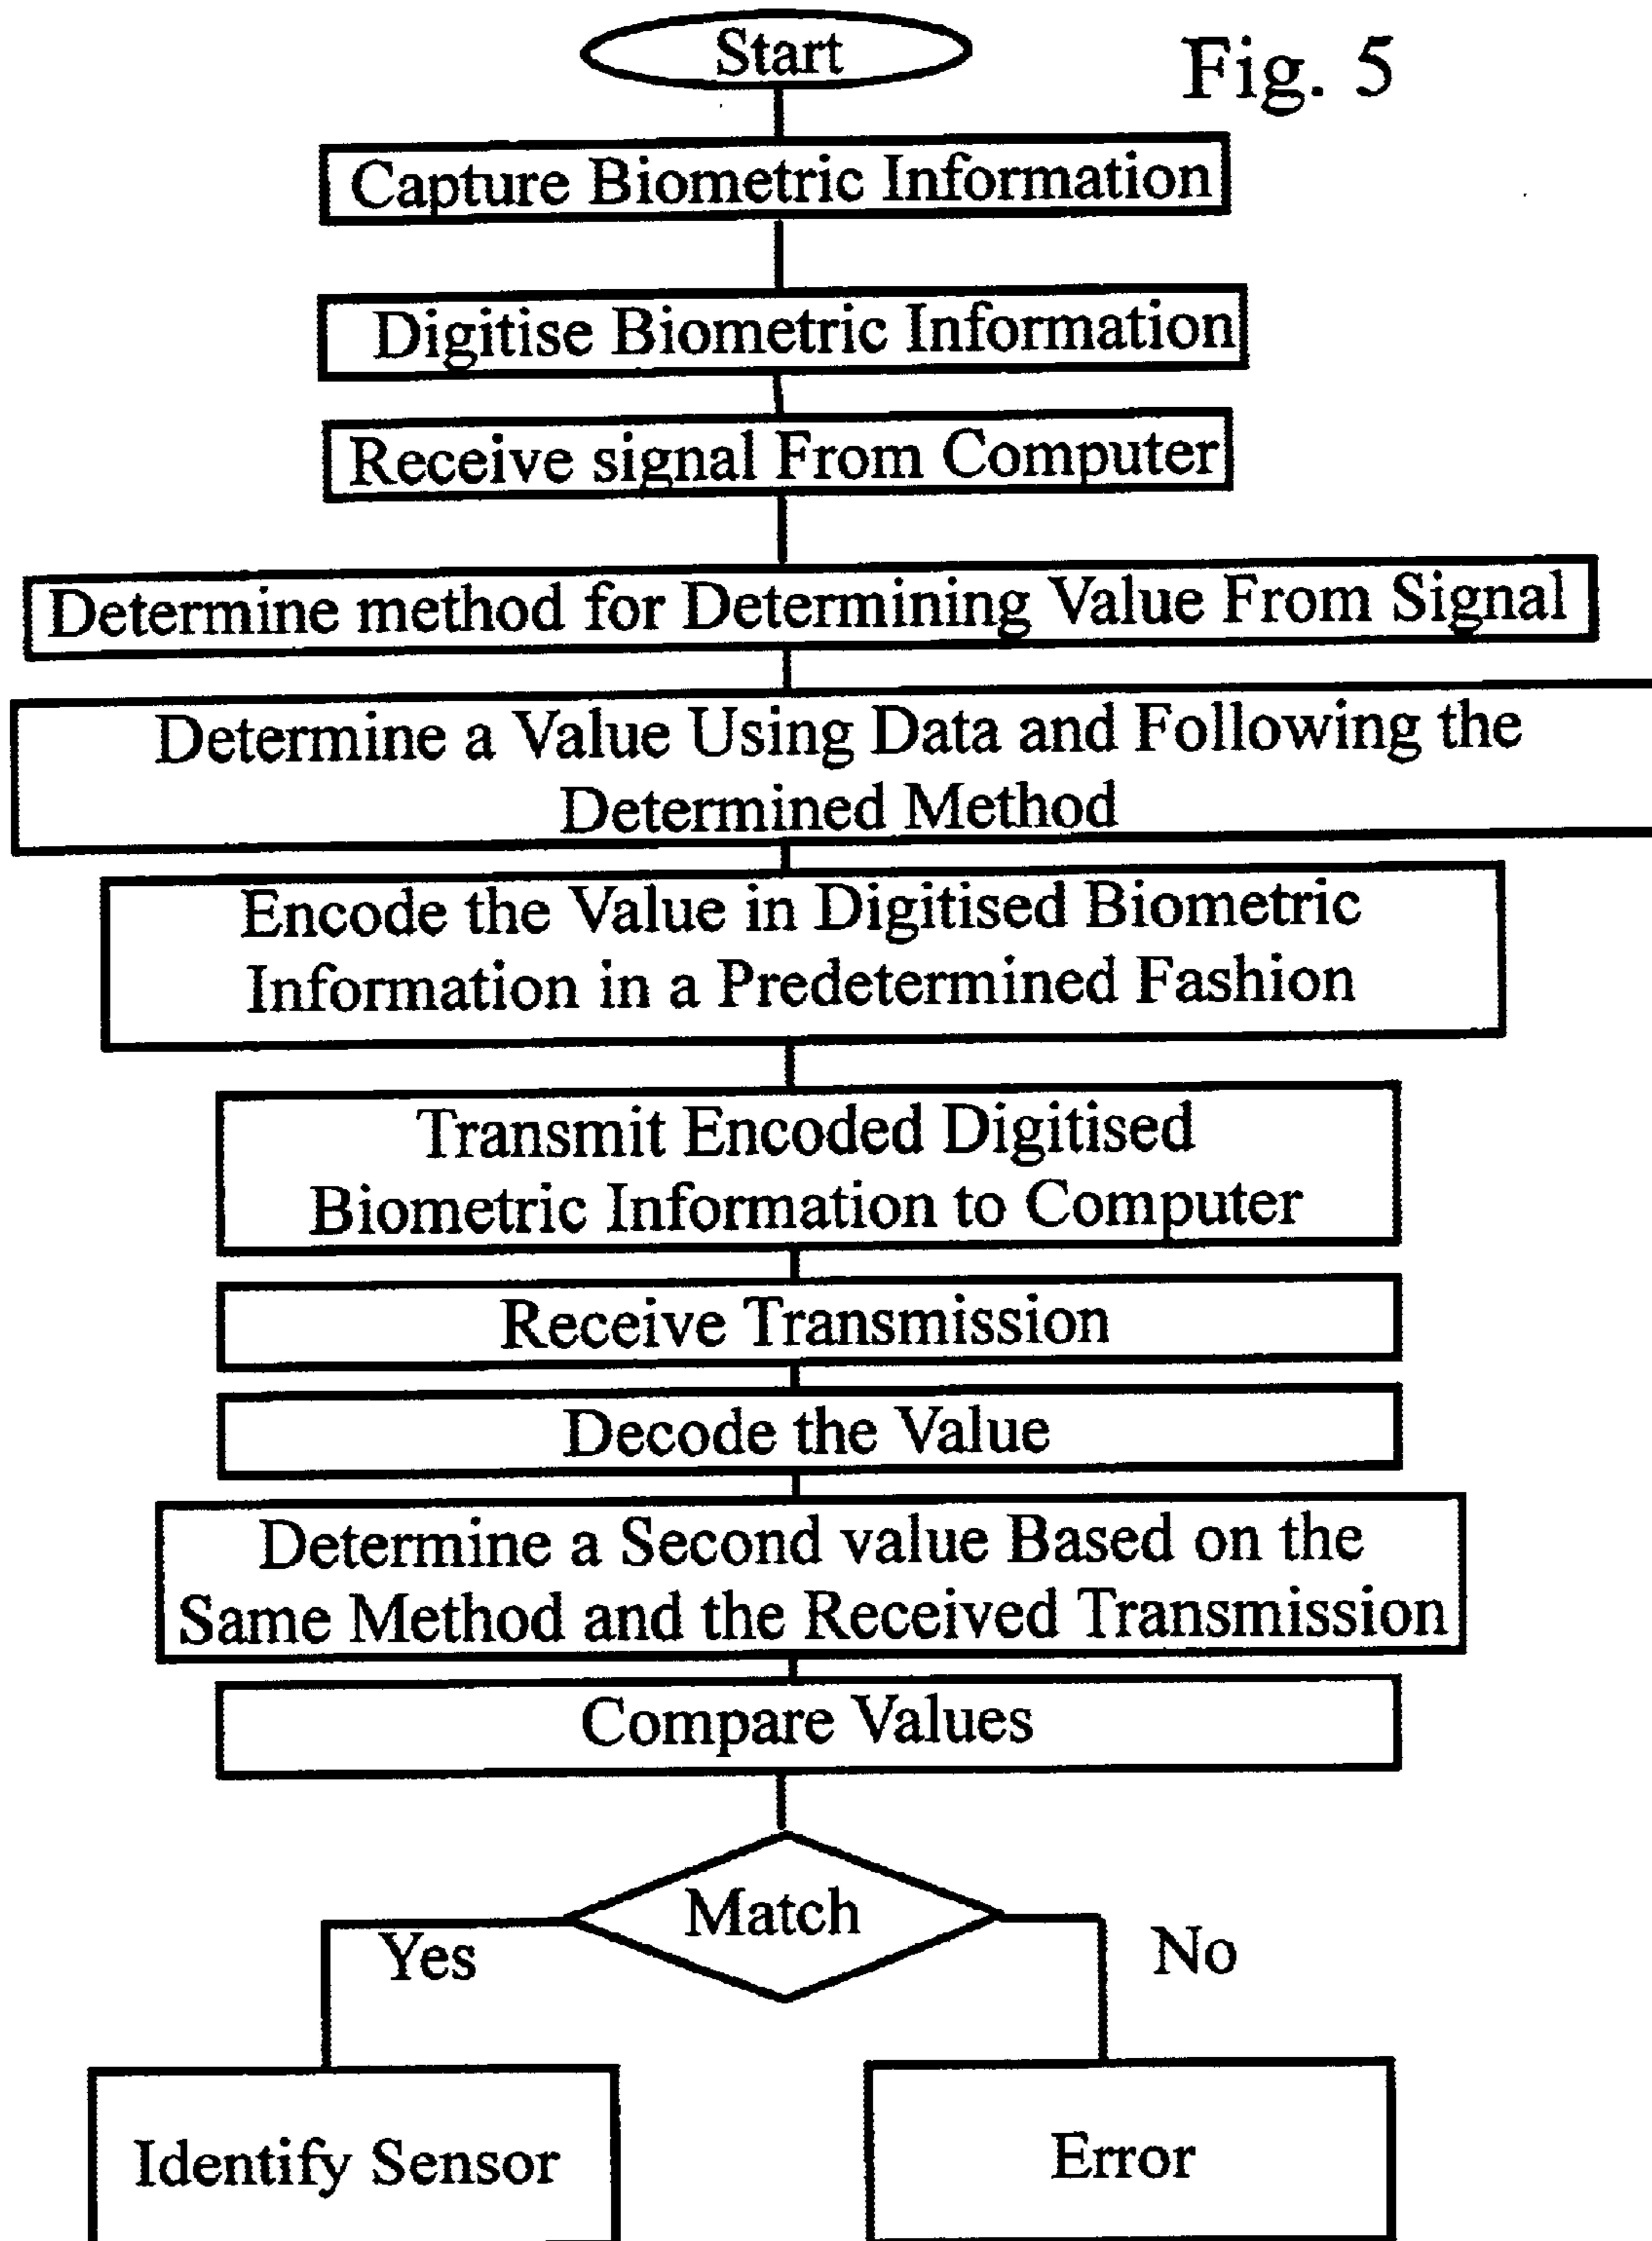 Start
Fig. 5
Capture Biometric Information
Digitise Biometric Information
Receive signal From Computer
Determine method for Determining Value From Signal
Determine a Value Using Data and Following the
Determined Method
Encode the Value in Digitised Biometric
Information in a Predetermined Fashion
Transmit Encoded Digitised
Biometric Information to Computer
Receive Transmission
Decode the Value
Determine a Second value Based on the
Same Method and the Received Transmission
Compare Values
Match
Yes
No
Identify Sensor
Error